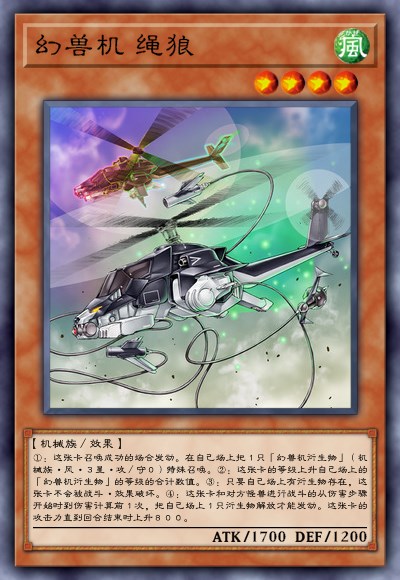 幻兽机 绳狼
風
【机械族/效果】
①：这张卡召唤成功的场合发动。在自己场上把1只「幻兽机衍生物」（机
械族·风·3星·攻/守0）特殊召唤。②：这张卡的等级上升自己场上的
「幻兽机衍生物」的等级的合计数值。③：只要自己场上有衍生物存在，这
张卡不会被战斗·效果破坏。④：这张卡和对方怪兽进行战斗的从伤害步骤
开始时到伤害计算前1次，把自己场上1只衍生物解放才能发动。这张卡的
攻击力直到回合结束时上升800。
ATK/1700 DEF/1200